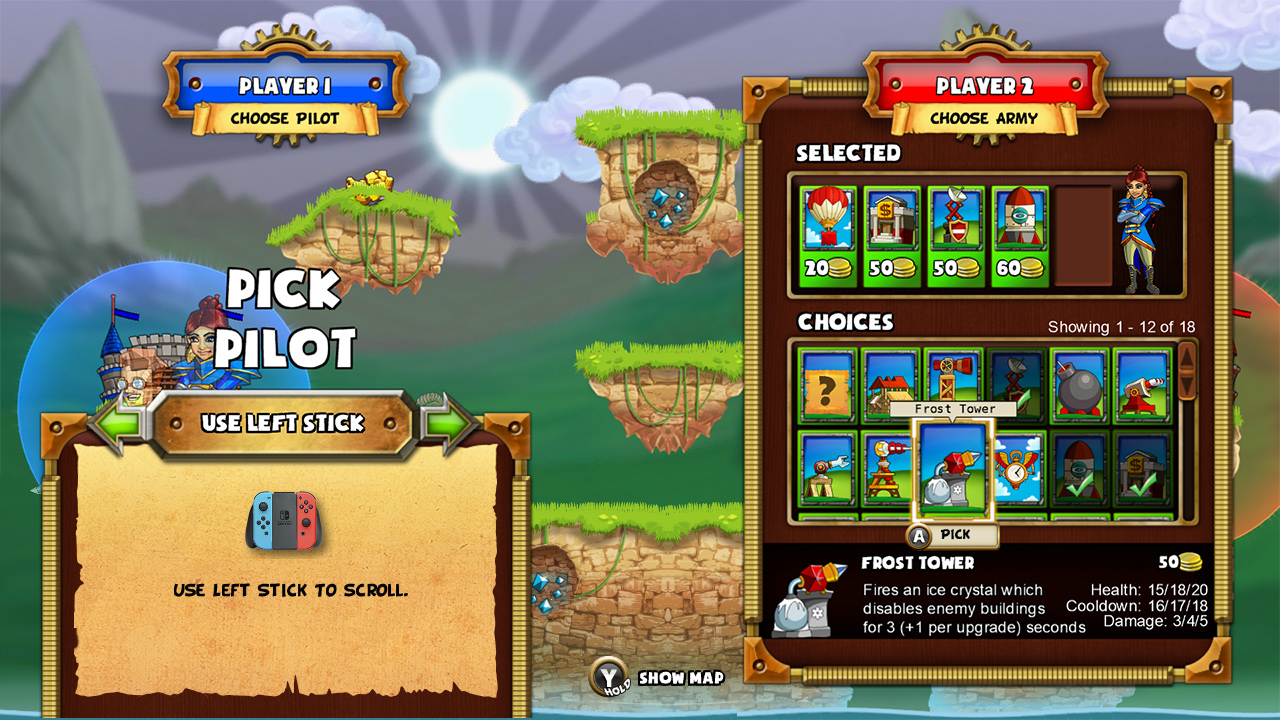 PLAYER 1
CHOOSE PILOT
PICK
PILOT
USE LEFT STICK
USE LEFT STICK TO SCROLL.
Y
HOLD
SHOW MAP
PLAYER 2
CHOOSE ARMY
SELECTED
20
50
50
60
CHOICES
Showing 1 - 12 of 18
?
Frost Tower
A PICK
FROST TOWER
50
Fires an ice crystal which
disables enemy buildings
for 3 (+1 per upgrade) seconds
Health: 15/18/20
Cooldown: 16/17/18
Damage: 3/4/5